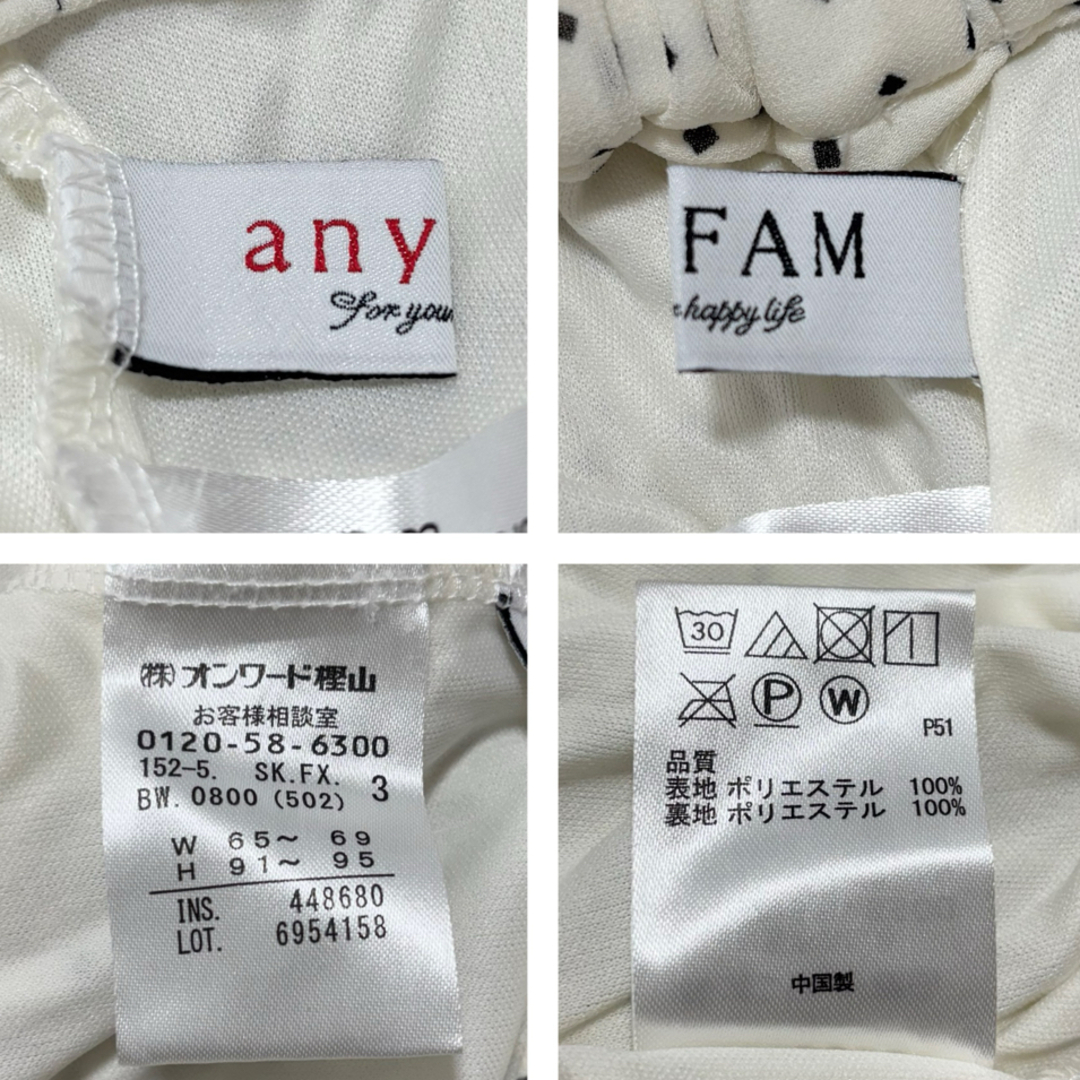 any
for you
FAM
happy life
(株)オンワード樫山
お客様相談室
0120-58-6300
152-5. SK.FX. 3
BW. 0800 (502)
W 65～ 69
H 91～ 95
INS. 448680
LOT. 6954158
30
P W
P51
品質
表地 ポリエステル 100%
裏地 ポリエステル 100%
中国製